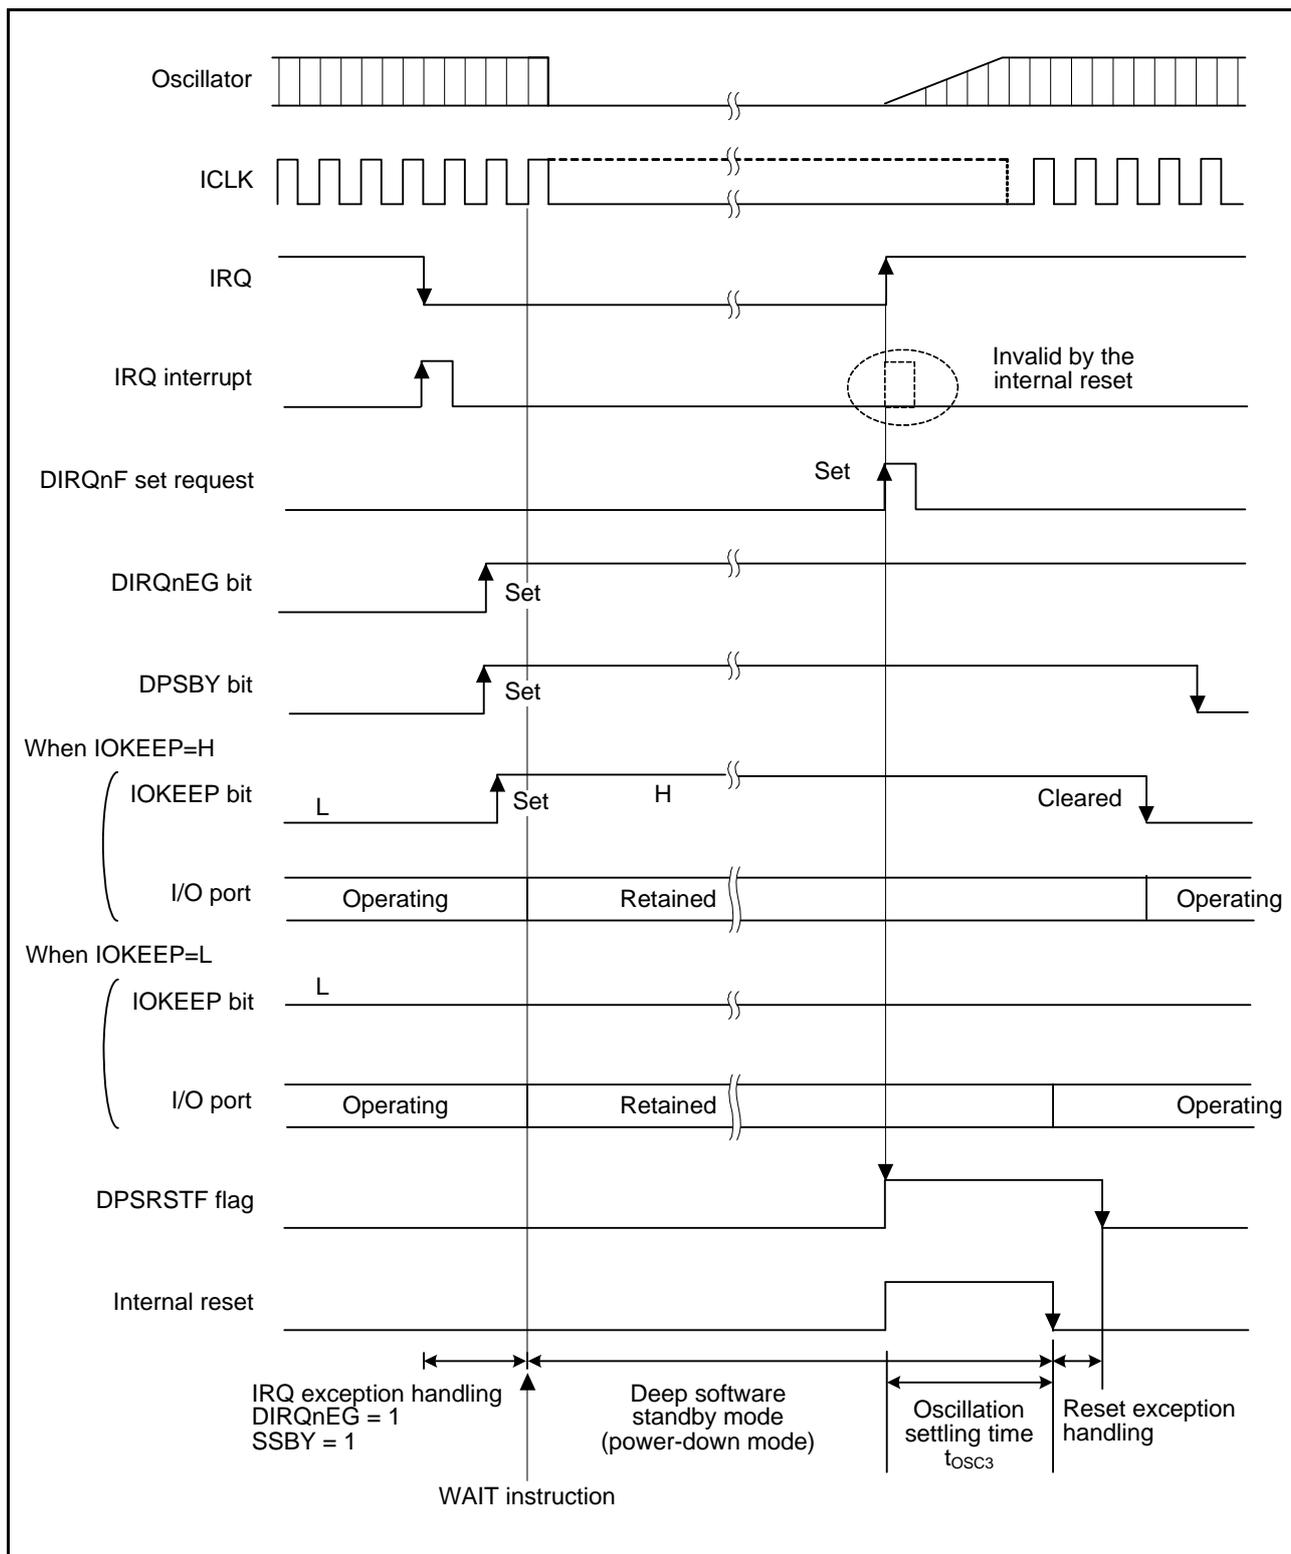 Oscillator
ICLK
IRQ
IRQ interrupt
Invalid by the
internal reset
DIRQnF set request
Set
DIRQnEG bit
Set
DPSBY bit
Set
When IOKEEP=H
IOKEEP bit
L
Set
H
Cleared
I/O port
Operating
Retained
Operating
When IOKEEP=L
IOKEEP bit
L
I/O port
Operating
Retained
Operating
DPSRSTF flag
Internal reset
IRQ exception handling
DIRQnEG = 1
SSBY = 1
Deep software
standby mode
(power-down mode)
Oscillation
settling time
tOSC3
Reset exception
handling
WAIT instruction